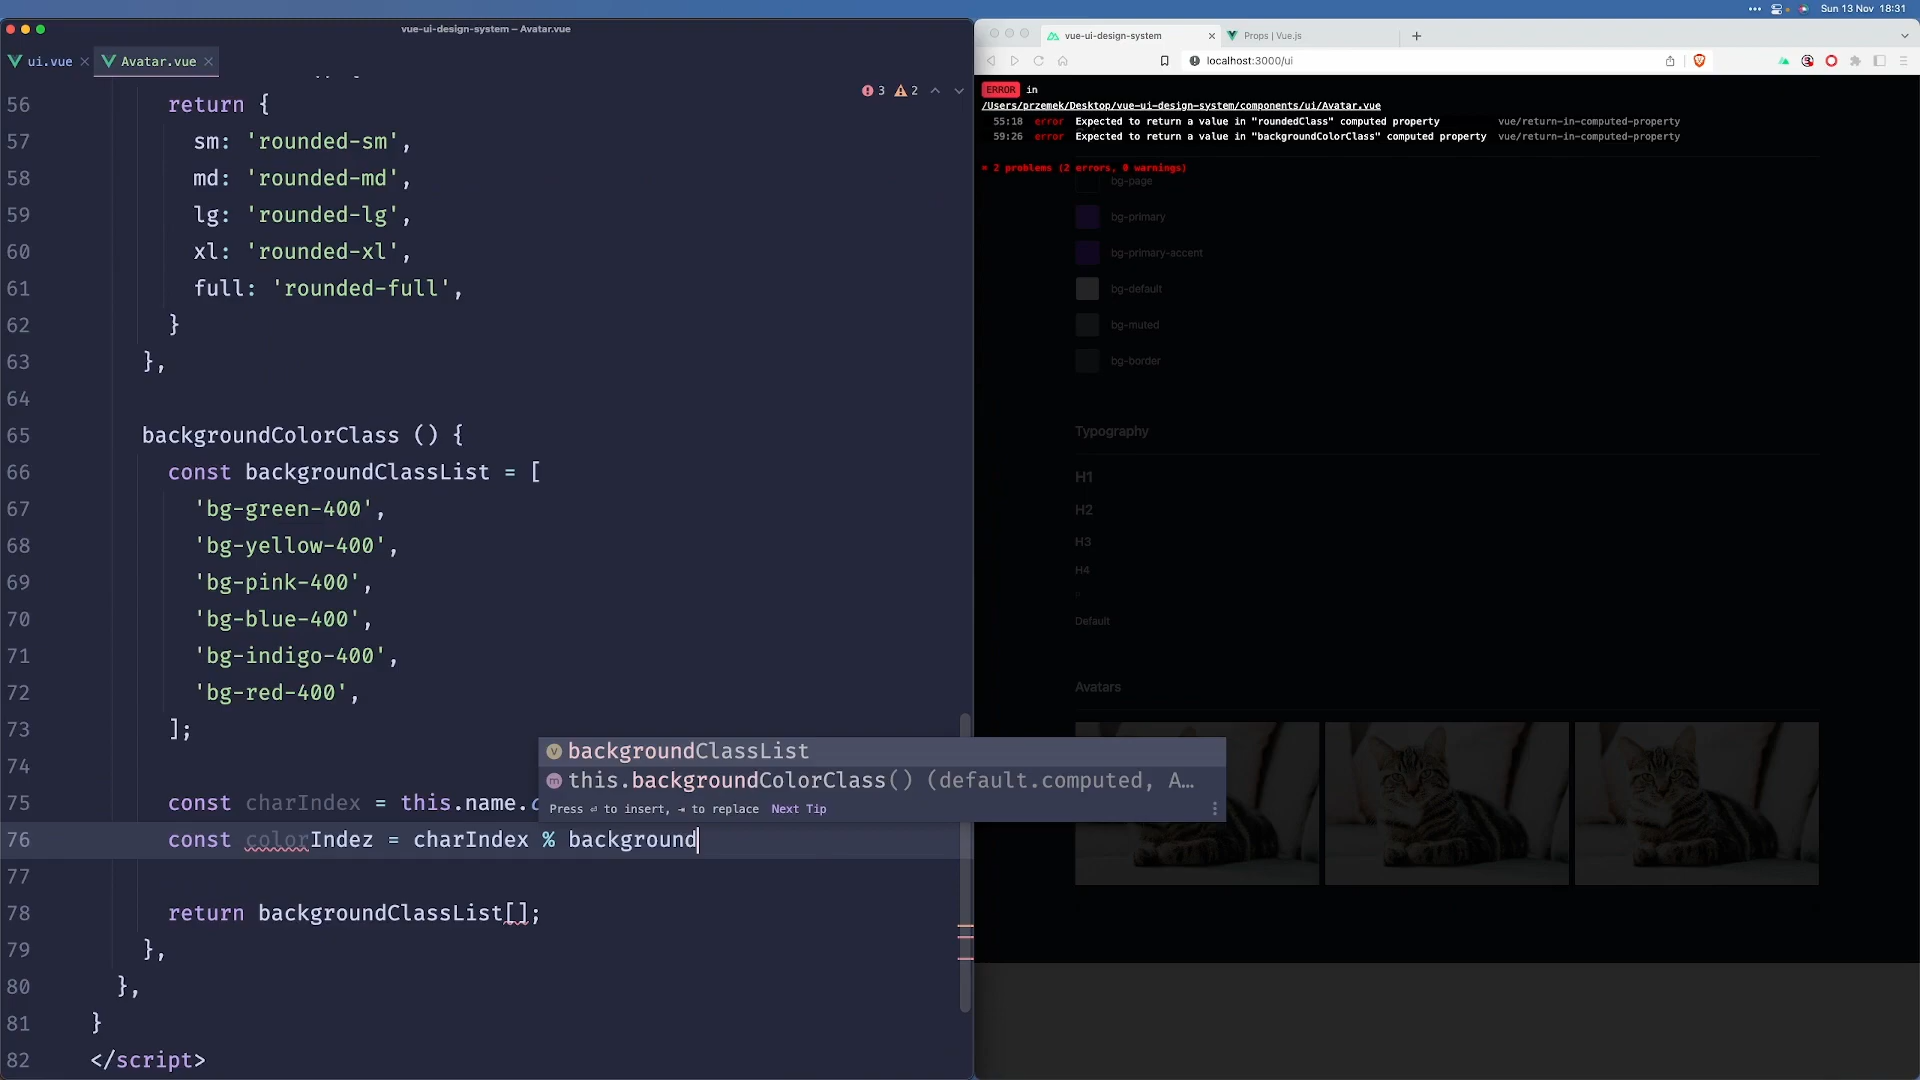 Sun 13 Nov 18:31
vue-ui-design-system – Avatar.vue
ui.vue
Avatar.vue
3 2
56 return {
57 sm: 'rounded-sm',
58 md: 'rounded-md',
59 lg: 'rounded-lg',
60 xl: 'rounded-xl',
61 full: 'rounded-full',
62 }
63 },
64
65 backgroundColorClass () {
66 const backgroundClassList = [
67 'bg-green-400',
68 'bg-yellow-400',
69 'bg-pink-400',
70 'bg-blue-400',
71 'bg-indigo-400',
72 'bg-red-400',
73 ];
74
75 const charIndex = this.name.c
76 const colorIndez = charIndex % background
77
78 return backgroundClassList[];
79 },
80 },
81 }
82 </script>
backgroundClassList
this.backgroundColorClass() (default.computed, A...
Press ⏎ to insert, ⇥ to replace Next Tip
vue-ui-design-system
Props | Vue.js
localhost:3000/ui
ERROR in
/Users/przemek/Desktop/vue-ui-design-system/components/ui/Avatar.vue
55:18 error Expected to return a value in "roundedClass" computed property vue/return-in-computed-property
59:26 error Expected to return a value in "backgroundColorClass" computed property vue/return-in-computed-property
× 2 problems (2 errors, 0 warnings)
bg-page
bg-primary
bg-primary-accent
bg-default
bg-muted
bg-border
Typography
H1
H2
H3
H4
Default
Avatars